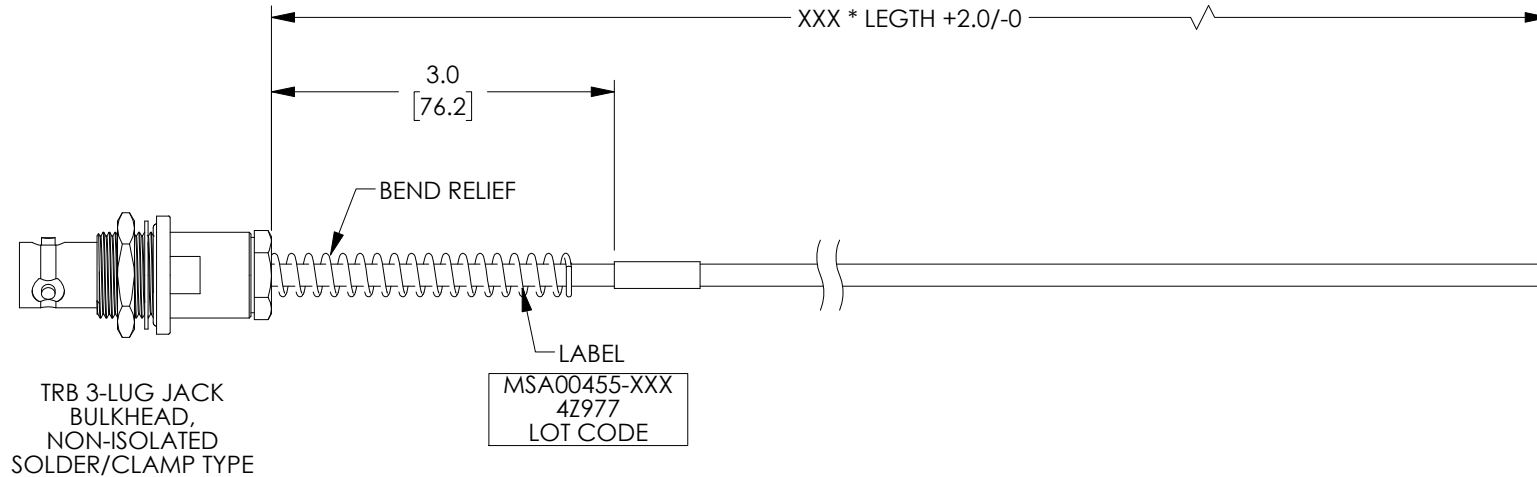 XXX * LEGTH +2.0/-0
3.0
[76.2]
BEND RELIEF
LABEL
MSA00455-XXX
4Z977
LOT CODE
TRB 3-LUG JACK
BULKHEAD,
NON-ISOLATED
SOLDER/CLAMP TYPE